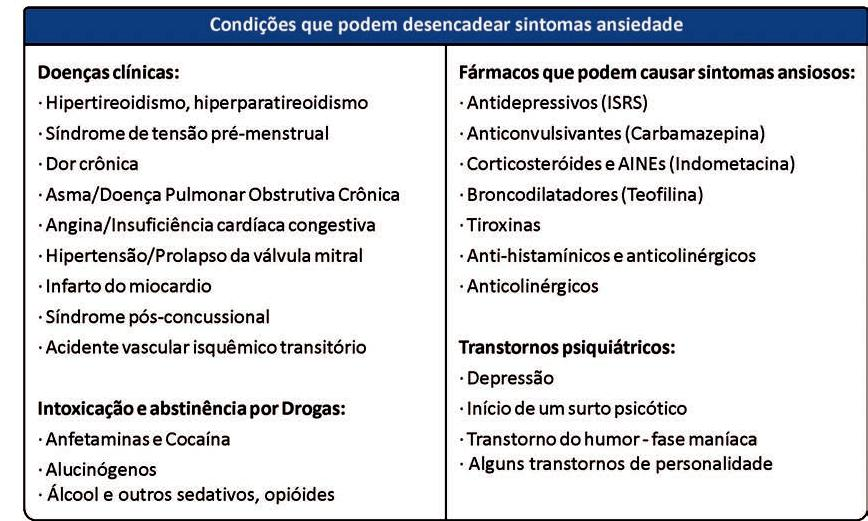 Condições que podem desencadear sintomas ansiedade
Doenças clínicas:
· Hipertireoidismo, hiperparatireoidismo
· Síndrome de tensão pré-menstrual
· Dor crônica
· Asma/Doença Pulmonar Obstrutiva Crônica
· Angina/Insuficiência cardíaca congestiva
· Hipertensão/Prolapso da válvula mitral
· Infarto do miocardio
· Síndrome pós-concussional
· Acidente vascular isquêmico transitório
Intoxicação e abstinência por Drogas:
· Anfetaminas e Cocaína
· Alucinógenos
· Álcool e outros sedativos, opióides
Fármacos que podem causar sintomas ansiosos:
· Antidepressivos (ISRS)
· Anticonvulsivantes (Carbamazepina)
· Corticosteróides e AINEs (Indometacina)
· Broncodilatadores (Teofilina)
· Tiroxinas
· Anti-histamínicos e anticolinérgicos
· Anticolinérgicos
Transtornos psiquiátricos:
· Depressão
· Início de um surto psicótico
· Transtorno do humor - fase maníaca
· Alguns transtornos de personalidade